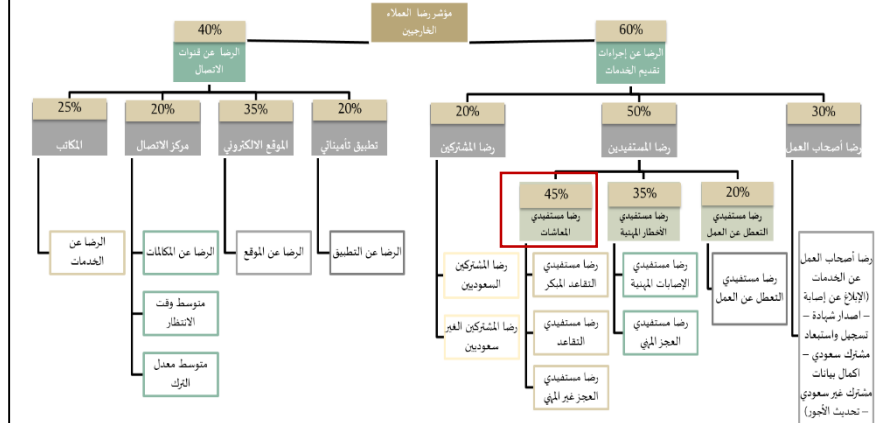 مؤشر رضا العملاء
الخارجيين
60%
الرضا عن إجراءات
تقديم الخدمات
40%
الرضا عن قنوات
الاتصال
30%
رضا أصحاب العمل
50%
رضا المستفيدين
20%
رضا المشتركين
20%
تطبيق تأميناتي
35%
الموقع الالكتروني
20%
مركز الاتصال
25%
المكاتب
20%
رضا مستفيدي
التعطل عن العمل
35%
رضا مستفيدي
الأخطار المهنية
45%
رضا مستفيدي
المعاشات
رضا أصحاب العمل
عن الخدمات
(الإبلاغ عن إصابة
– اصدار شهادة –
تسجيل واستبعاد
مشترك سعودي –
اكمال بيانات
مشترك غير سعودي
– تحديث الأجور)
رضا مستفيدي
التعطل عن العمل
رضا مستفيدي
الإصابات المهنية
رضا مستفيدي
العجز المهني
رضا مستفيدي
التقاعد المبكر
رضا مستفيدي
التقاعد
رضا مستفيدي
العجز غير المهني
رضا المشتركين
السعوديين
رضا المشتركين الغير
سعوديين
الرضا عن التطبيق
الرضا عن الموقع
الرضا عن المكالمات
متوسط وقت
الانتظار
متوسط معدل
الترك
الرضا عن
الخدمات